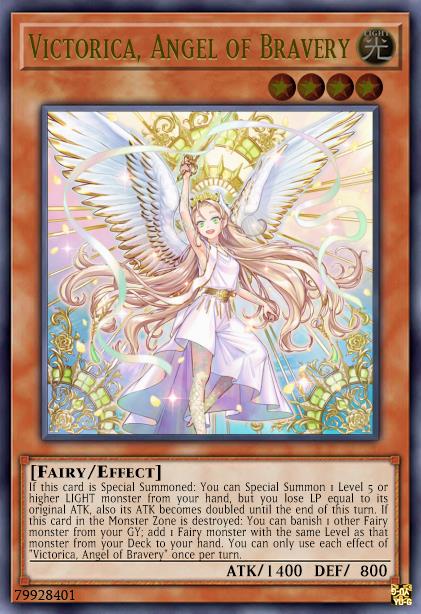 VICTORICA, ANGEL OF BRAVERY
LIGHT
光
[FAIRY/EFFECT]
If this card is Special Summoned: You can Special Summon 1 Level 5 or
higher LIGHT monster from your hand, but you lose LP equal to its
original ATK, also its ATK becomes doubled until the end of this turn. If
this card in the Monster Zone is destroyed: You can banish 1 other Fairy
monster from your GY; add 1 Fairy monster with the same Level as that
monster from your Deck to your hand. You can only use each effect of
"Victorica, Angel of Bravery" once per turn.
ATK/1400 DEF/ 800
79928401